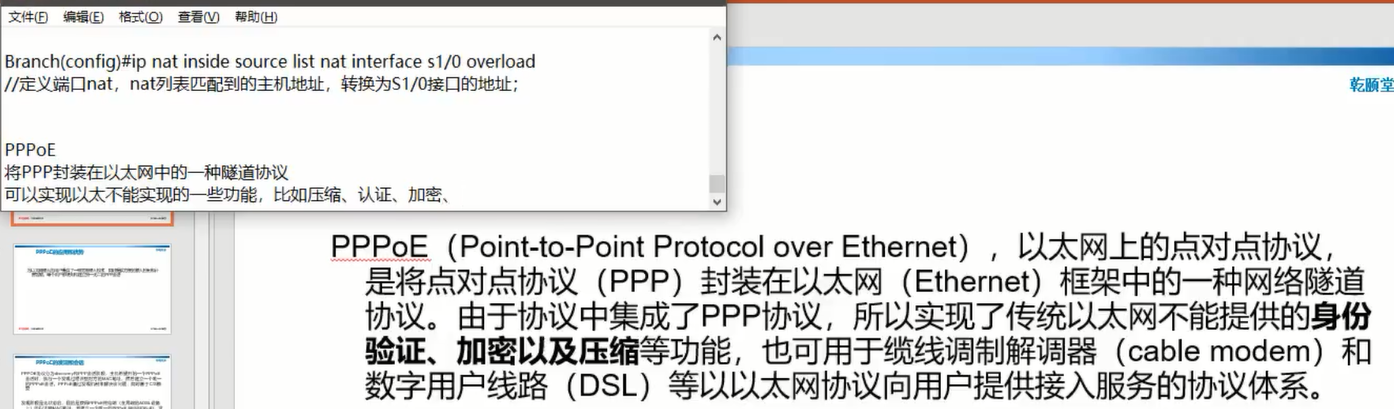 文件(F) 编辑(E) 格式(O) 查看(V) 帮助(H)
Branch(config)#ip nat inside source list nat interface s1/0 overload
//定义端口nat，nat列表匹配到的主机地址，转换为S1/0接口的地址；
PPPoE
将PPP封装在以太网中的一种隧道协议
可以实现以太不能实现的一些功能，比如压缩、认证、加密、
乾颐堂
PPPoE（Point-to-Point Protocol over Ethernet），以太网上的点对点协议，
是将点对点协议（PPP）封装在以太网（Ethernet）框架中的一种网络隧道
协议。由于协议中集成了PPP协议，所以实现了传统以太网不能提供的身份
验证、加密以及压缩等功能，也可用于缆线调制解调器（cable modem）和
数字用户线路（DSL）等以以太网协议向用户提供接入服务的协议体系。